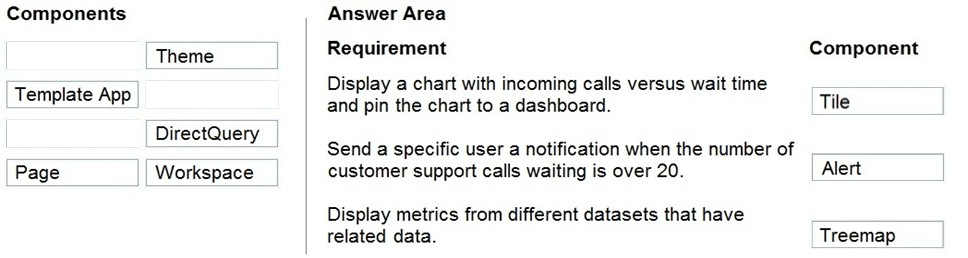 Components
Theme
Template App
DirectQuery
Page
Workspace
Answer Area
Requirement
Component
Display a chart with incoming calls versus wait time
and pin the chart to a dashboard.
Tile
Send a specific user a notification when the number of
customer support calls waiting is over 20.
Alert
Display metrics from different datasets that have
related data.
Treemap